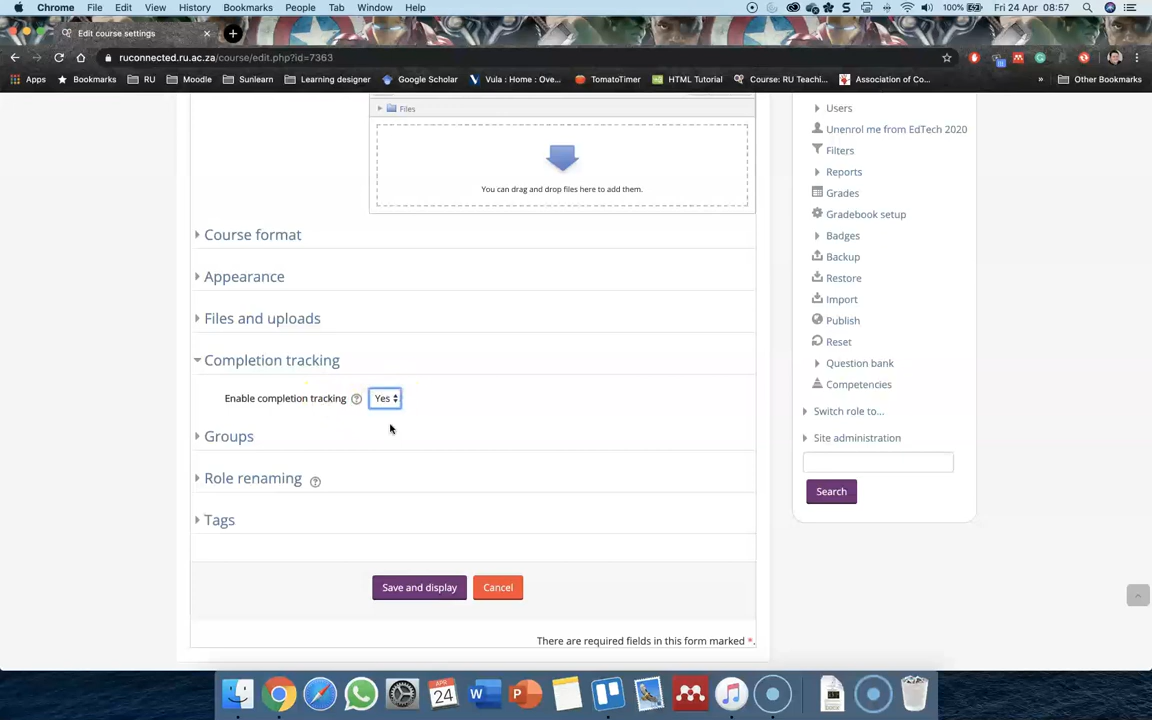 Chrome File Edit View History Bookmarks People Tab Window Help 100% Fri 24 Apr 08:57
Edit course settings
ruconnected.ru.ac.za/course/edit.php?id=7363
Apps Bookmarks RU Moodle Sunlearn Learning designer Google Scholar Vula : Home : Ove... TomatoTimer HTML Tutorial Course: RU Teachi... Association of Co... » Other Bookmarks
Files
You can drag and drop files here to add them.
Course format
Appearance
Files and uploads
Completion tracking
Enable completion tracking Yes
Groups
Role renaming
Tags
Save and display Cancel
There are required fields in this form marked *.
Users
Unenrol me from EdTech 2020
Filters
Reports
Grades
Gradebook setup
Badges
Backup
Restore
Import
Publish
Reset
Question bank
Competencies
Switch role to...
Site administration
Search
APR
24